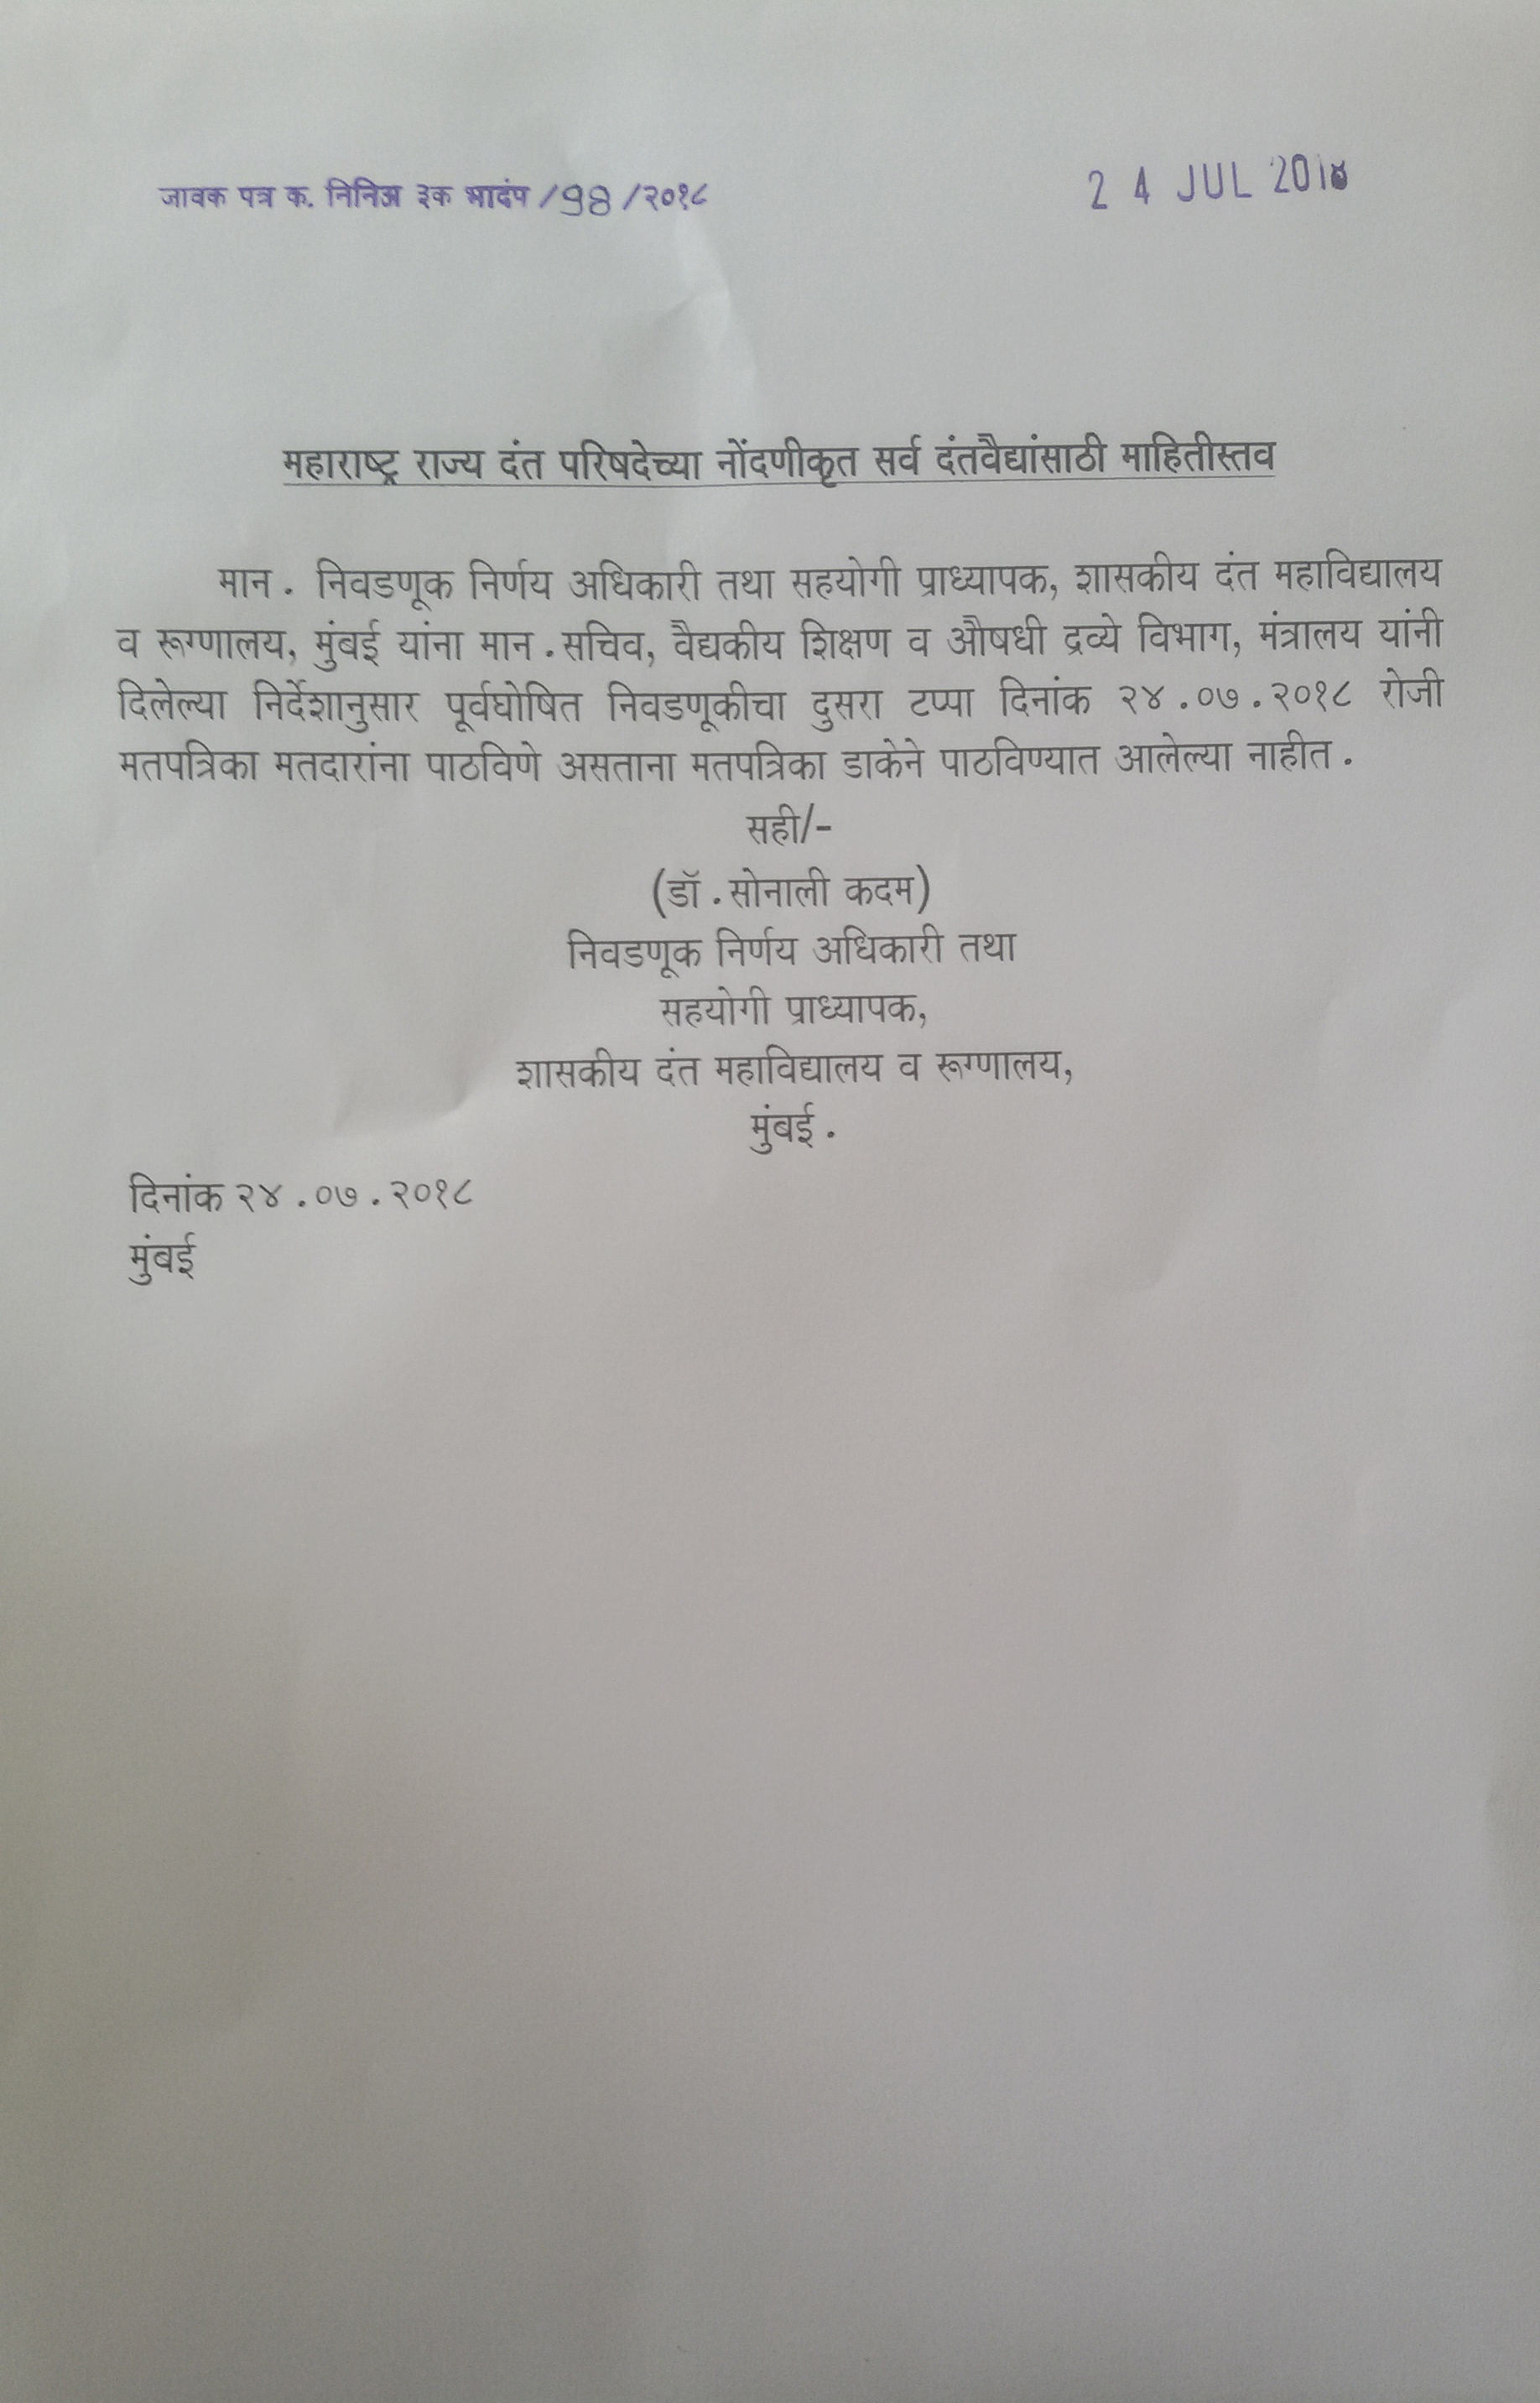 जावक पत्र क. निनिअ ३क भादंप /98 /२०१८
24 JUL 2018
महाराष्ट्र राज्य दंत परिषदेच्या नोंदणीकृत सर्व दंतवैद्यांसाठी माहितीस्तव
मान. निवडणूक निर्णय अधिकारी तथा सहयोगी प्राध्यापक, शासकीय दंत महाविद्यालय
व रूग्णालय, मुंबई यांना मान.सचिव, वैद्यकीय शिक्षण व औषधी द्रव्ये विभाग, मंत्रालय यांनी
दिलेल्या निर्देशानुसार पूर्वघोषित निवडणूकीचा दुसरा टप्पा दिनांक २४.०७.२०१८ रोजी
मतपत्रिका मतदारांना पाठविणे असताना मतपत्रिका डाकेने पाठविण्यात आलेल्या नाहीत.
सही/-
(डॉ.सोनाली कदम)
निवडणूक निर्णय अधिकारी तथा
सहयोगी प्राध्यापक,
शासकीय दंत महाविद्यालय व रूग्णालय,
मुंबई.
दिनांक २४.०७.२०१८
मुंबई